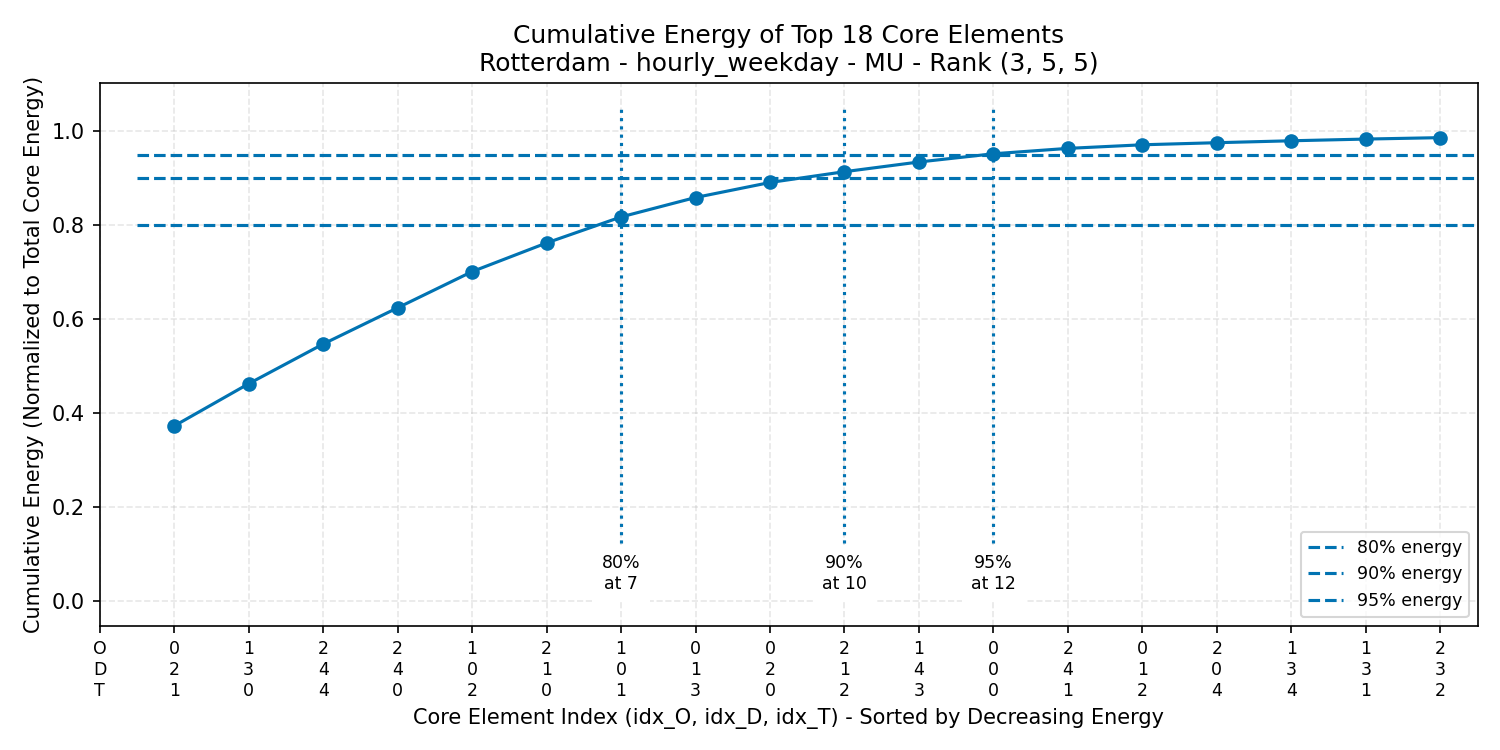 Cumulative Energy of Top 18 Core Elements
Rotterdam - hourly_weekday - MU - Rank (3, 5, 5)
Cumulative Energy (Normalized to Total Core Energy)
1.0
0.8
0.6
0.4
0.2
0.0
80%
at 7
90%
at 10
95%
at 12
80% energy
90% energy
95% energy
O 0 1 2 2 1 2 1 0 0 2 1 0 2 0 2 1 1 2
D 2 3 4 4 0 1 0 1 2 1 4 0 4 1 0 3 3 3
T 1 0 4 0 2 0 1 3 0 2 3 0 1 2 4 4 1 2
Core Element Index (idx_O, idx_D, idx_T) - Sorted by Decreasing Energy